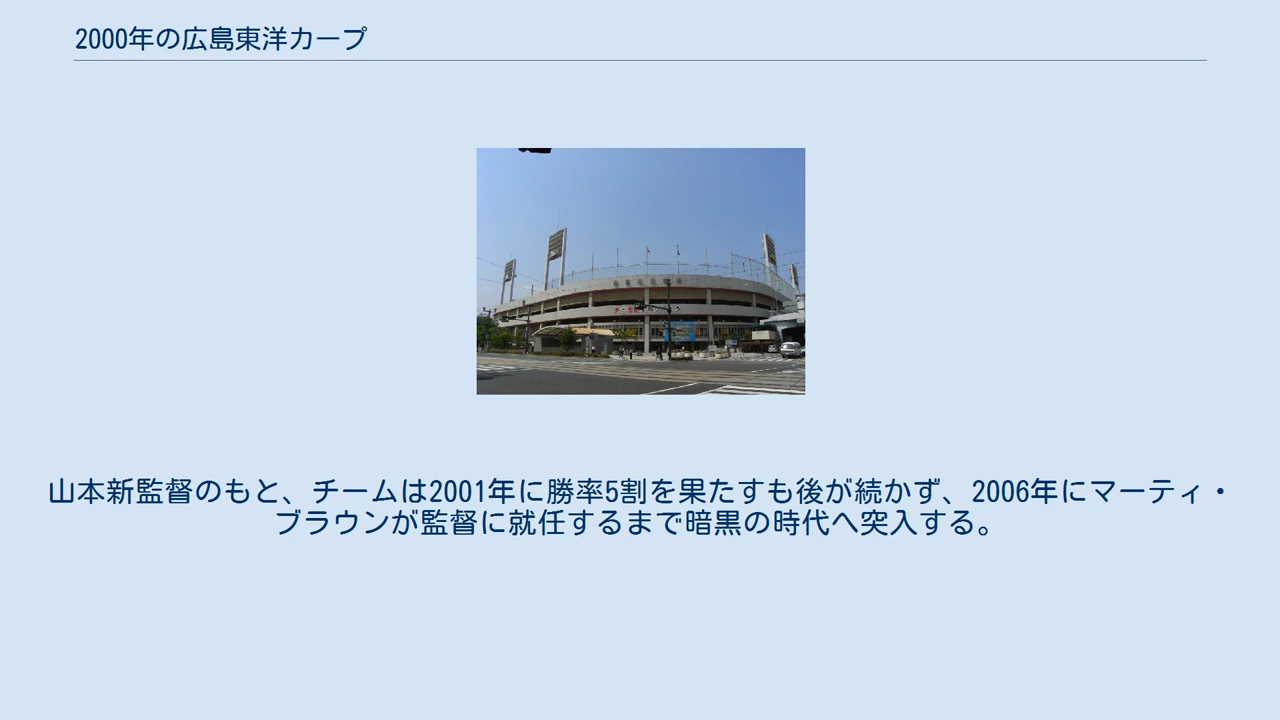 2000年の広島東洋カープ
山本新監督のもと、チームは2001年に勝率5割を果たすも後が続かず、2006年にマーティ・
ブラウンが監督に就任するまで暗黒の時代へ突入する。